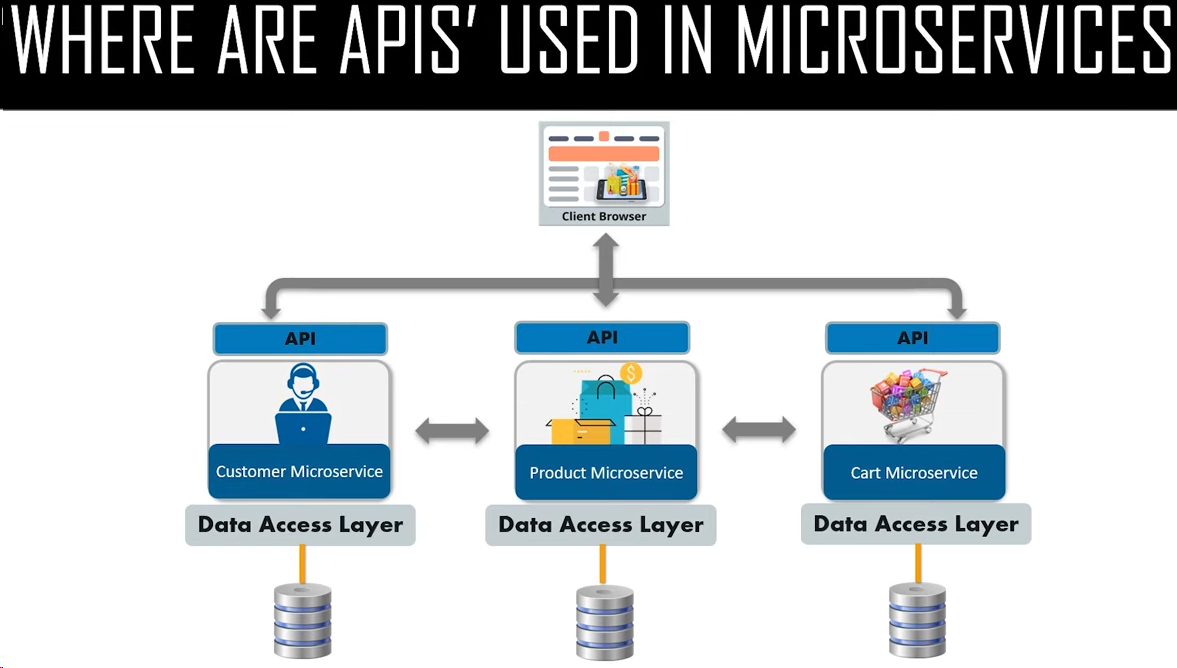 WHERE ARE APIS’ USED IN MICROSERVICES
Client Browser
API
API
API
$
Customer Microservice
Product Microservice
Cart Microservice
Data Access Layer
Data Access Layer
Data Access Layer